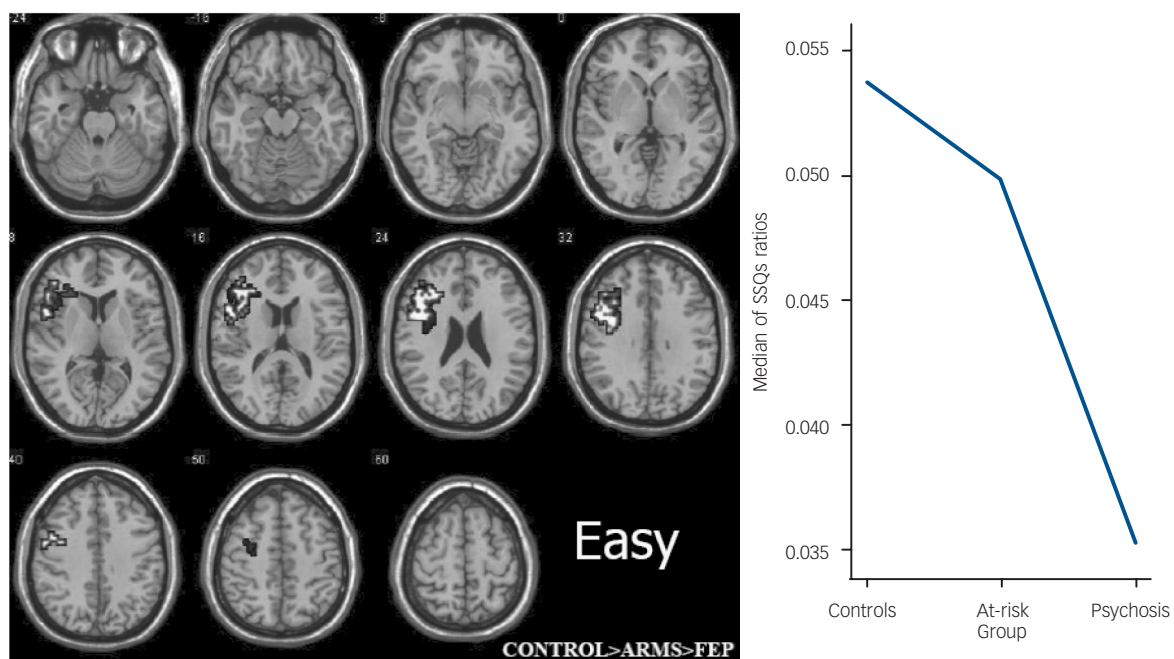 -24
-16
-8
0
8
16
24
32
40
50
60
Easy
CONTROL>ARMS>FEP
Median of SSQs ratios
0.055
0.050
0.045
0.040
0.035
Controls
At-risk
Group
Psychosis